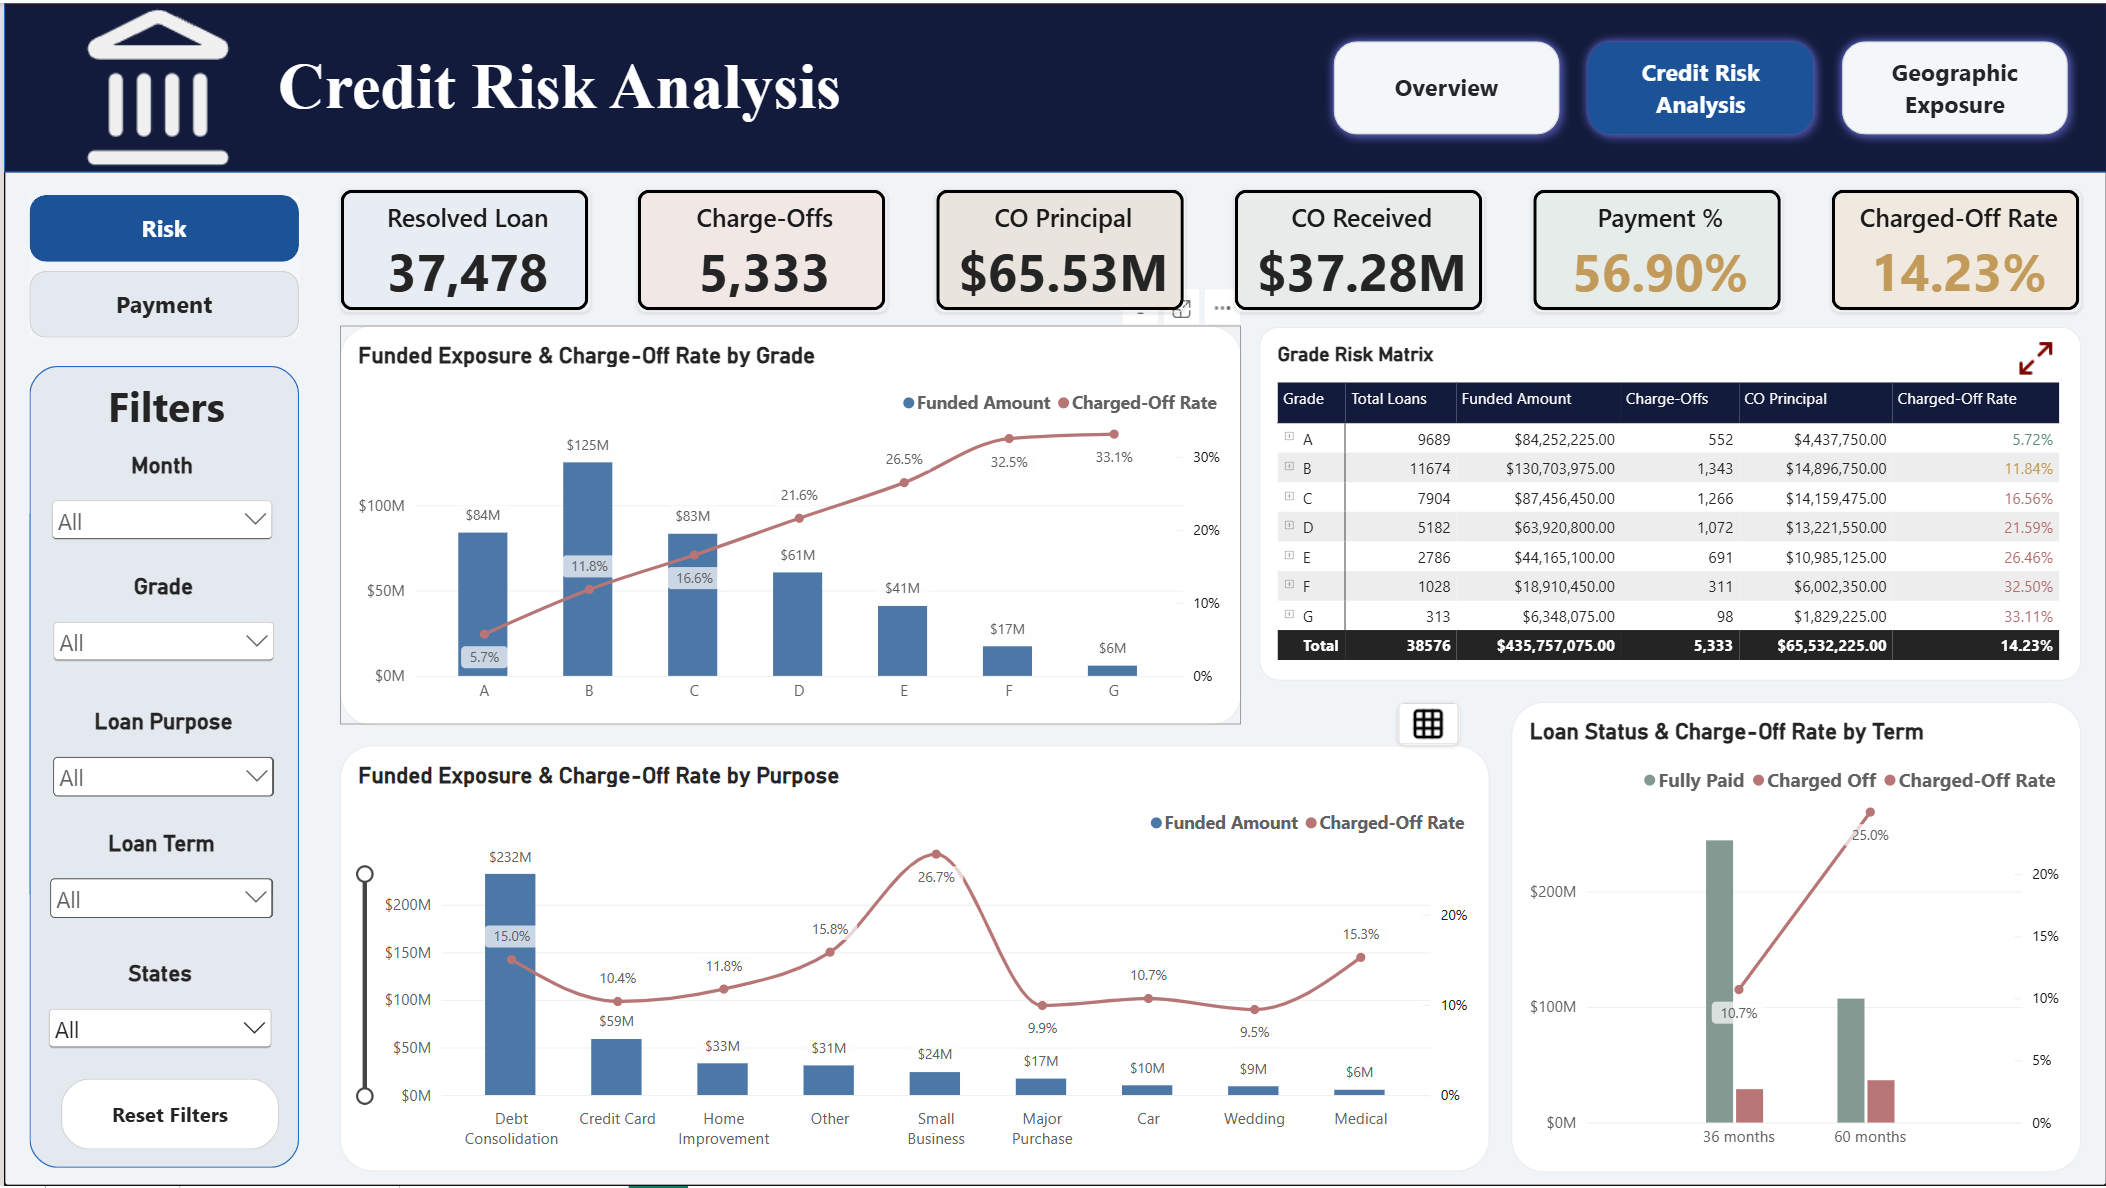 Credit Risk Analysis
Overview
Credit Risk
Analysis
Geographic
Exposure
Risk
Payment
Resolved Loan
37,478
Charge-Offs
5,333
CO Principal
$65.53M
CO Received
$37.28M
Payment %
56.90%
Charged-Off Rate
14.23%
Filters
Month
All
Grade
All
Loan Purpose
All
Loan Term
All
States
All
Reset Filters
Funded Exposure & Charge-Off Rate by Grade
Funded Amount Charged-Off Rate
$100M
$50M
$0M
$84M
$125M
$83M
$61M
$41M
$17M
$6M
5.7%
11.8%
16.6%
21.6%
26.5%
32.5%
33.1%
30%
20%
10%
0%
A B C D E F G
Grade Risk Matrix
Grade Total Loans Funded Amount Charge-Offs CO Principal Charged-Off Rate
A 9689 $84,252,225.00 552 $4,437,750.00 5.72%
B 11674 $130,703,975.00 1,343 $14,896,750.00 11.84%
C 7904 $87,456,450.00 1,266 $14,159,475.00 16.56%
D 5182 $63,920,800.00 1,072 $13,221,550.00 21.59%
E 2786 $44,165,100.00 691 $10,985,125.00 26.46%
F 1028 $18,910,450.00 311 $6,002,350.00 32.50%
G 313 $6,348,075.00 98 $1,829,225.00 33.11%
Total 38576 $435,757,075.00 5,333 $65,532,225.00 14.23%
Funded Exposure & Charge-Off Rate by Purpose
Funded Amount Charged-Off Rate
$200M
$150M
$100M
$50M
$0M
$232M
$59M
$33M
$31M
$24M
$17M
$10M
$9M
$6M
15.0%
10.4%
11.8%
15.8%
26.7%
9.9%
10.7%
9.5%
15.3%
20%
10%
0%
Debt
Consolidation
Credit Card
Home
Improvement
Other
Small
Business
Major
Purchase
Car
Wedding
Medical
Loan Status & Charge-Off Rate by Term
Fully Paid Charged Off Charged-Off Rate
$200M
$100M
$0M
10.7%
25.0%
20%
15%
10%
5%
0%
36 months 60 months